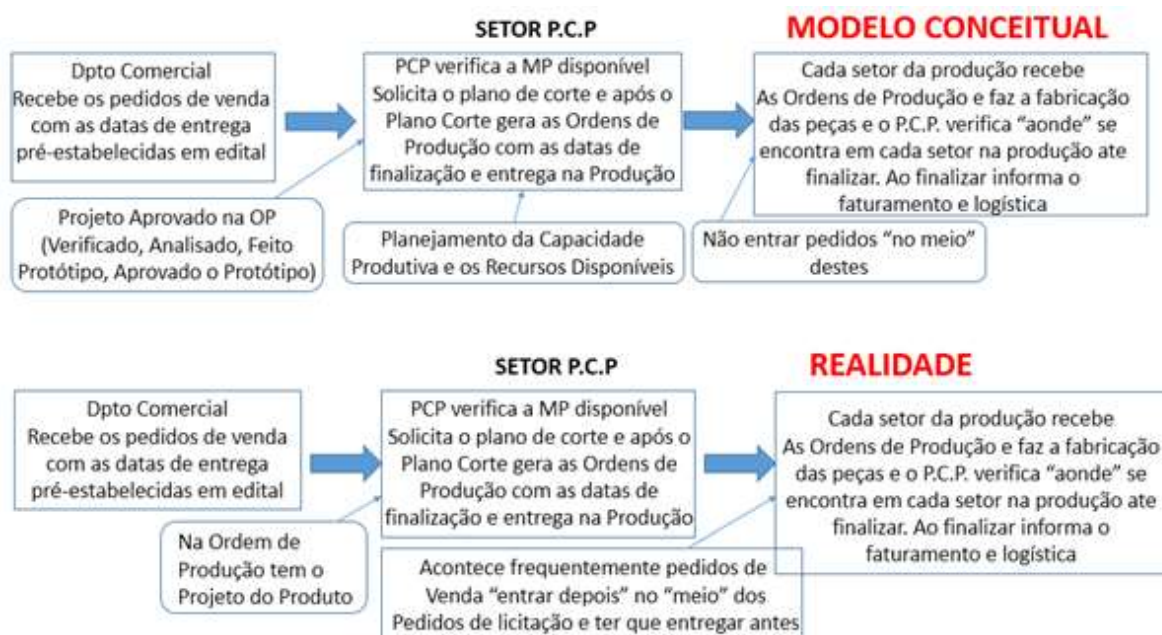 SETOR P.C.P
MODELO CONCEITUAL
Dpto Comercial
Recebe os pedidos de venda
com as datas de entrega
pré-estabelecidas em edital
PCP verifica a MP disponível
Solicita o plano de corte e após o
Plano Corte gera as Ordens de
Produção com as datas de
finalização e entrega na Produção
Cada setor da produção recebe
As Ordens de Produção e faz a fabricação
das peças e o P.C.P. verifica “aonde” se
encontra em cada setor na produção ate
finalizar. Ao finalizar informa o
faturamento e logística
Projeto Aprovado na OP
(Verificado, Analisado, Feito
Protótipo, Aprovado o Protótipo)
Planejamento da Capacidade
Produtiva e os Recursos Disponíveis
Não entrar pedidos “no meio”
destes
SETOR P.C.P
REALIDADE
Dpto Comercial
Recebe os pedidos de venda
com as datas de entrega
pré-estabelecidas em edital
PCP verifica a MP disponível
Solicita o plano de corte e após o
Plano Corte gera as Ordens de
Produção com as datas de
finalização e entrega na Produção
Cada setor da produção recebe
As Ordens de Produção e faz a fabricação
das peças e o P.C.P. verifica “aonde” se
encontra em cada setor na produção ate
finalizar. Ao finalizar informa o
faturamento e logística
Na Ordem de
Produção tem o
Projeto do Produto
Acontece frequentemente pedidos de
Venda “entrar depois” no “meio” dos
Pedidos de licitação e ter que entregar antes